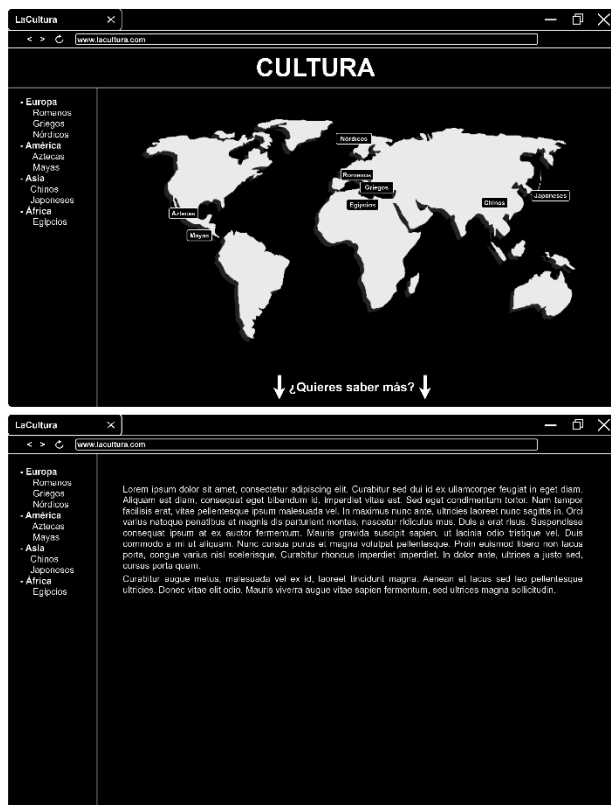 LaCultura
www.lacultura.com
CULTURA
- Europa
Romanos
Griegos
Nórdicos
- América
Aztecas
Mayas
- Asia
Chinos
Japoneses
- África
Egipcios
Nórdicos
Romanos
Griegos
Egipcios
Chinos
Japoneses
Aztecas
Mayas
¿Quieres saber más?
LaCultura
www.lacultura.com
- Europa
Romanos
Griegos
Nórdicos
- América
Aztecas
Mayas
- Asia
Chinos
Japoneses
- África
Egipcios
Lorem ipsum dolor sit amet, consectetur adipiscing elit. Curabitur sed dui id ex ullamcorper feugiat in eget diam.
Aliquam est diam, consequat eget bibendum id, imperdiet vitae est. Sed eget condimentum tortor. Nam tempor
facilisis erat, vitae pellentesque ipsum malesuada vel. In maximus nunc ante, ultricies laoreet nunc sagittis in. Orci
varius natoque penatibus et magnis dis parturient montes, nascetur ridiculus mus. Duis a erat risus. Suspendisse
consequat ipsum at ex auctor fermentum. Mauris gravida suscipit sapien, ut lacinia odio tristique vel. Duis
commodo a mi ut aliquam. Nunc cursus purus et magna volutpat pellentesque. Proin euismod libero non lacus
porta, congue varius nisl scelerisque. Curabitur rhoncus imperdiet imperdiet. In dolor ante, ultrices a justo sed,
cursus porta quam.
Curabitur augue metus, malesuada vel ex id, laoreet tincidunt magna. Aenean et lacus sed leo pellentesque
ultricies. Donec vitae elit odio. Mauris viverra augue vitae sapien fermentum, sed ultrices magna sollicitudin.